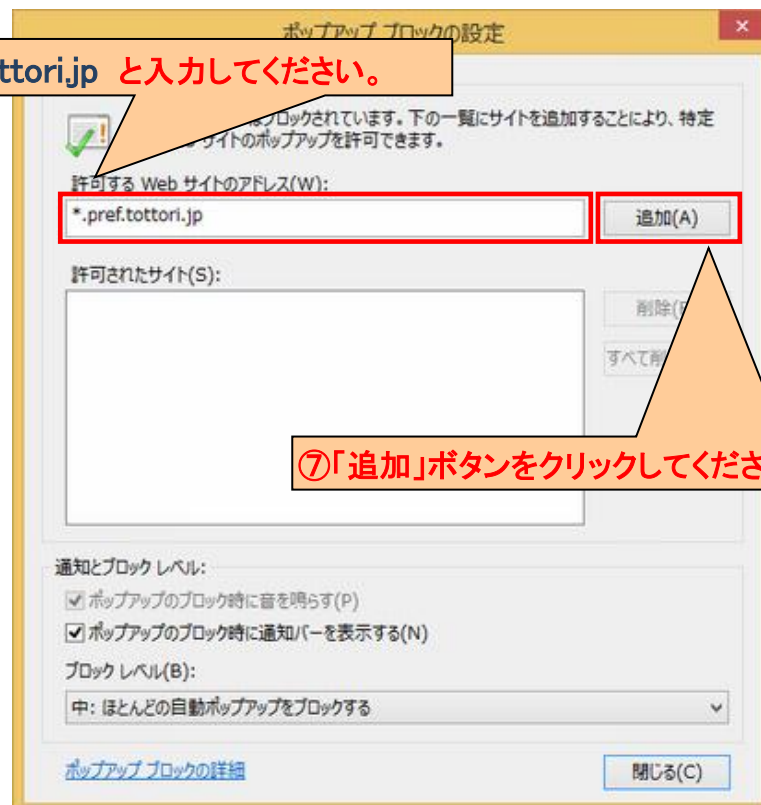 ポップアップ ブロックの設定
ttori.jp と入力してください。
ブロックされています。下の一覧にサイトを追加することにより、特定
サイトのポップアップを許可できます。
許可する Web サイトのアドレス(W):
*.pref.tottori.jp
追加(A)
許可されたサイト(S):
削除(
すべて削
⑦「追加」ボタンをクリックしてくださ
通知とブロック レベル:
ポップアップのブロック時に音を鳴らす(P)
ポップアップのブロック時に通知バーを表示する(N)
ブロック レベル(B):
中: ほとんどの自動ポップアップをブロックする
ポップアップ ブロックの詳細
閉じる(C)